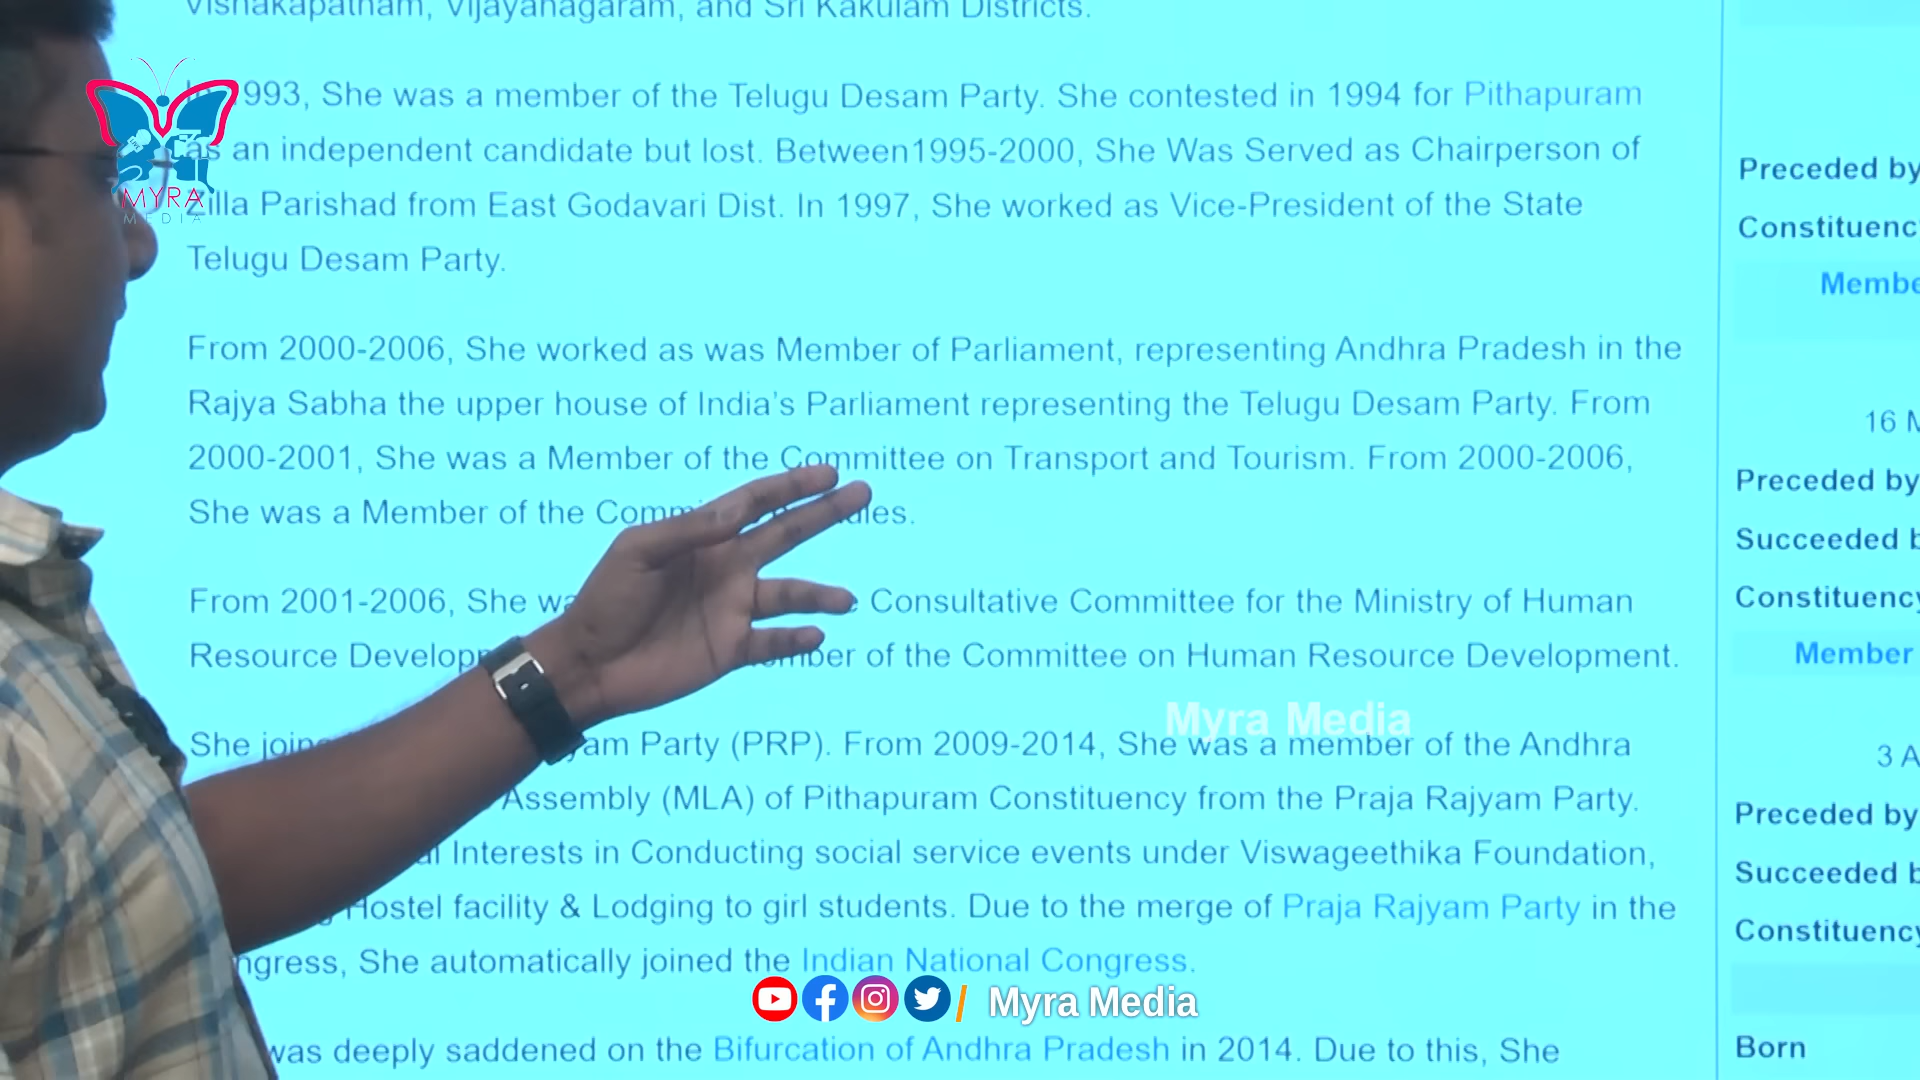 Vishakapatnam, Vijayanagaram, and Sri Kakulam Districts.
1993, She was a member of the Telugu Desam Party. She contested in 1994 for Pithapuram
as an independent candidate but lost. Between1995-2000, She Was Served as Chairperson of
Zilla Parishad from East Godavari Dist. In 1997, She worked as Vice-President of the State
Telugu Desam Party.
From 2000-2006, She worked as was Member of Parliament, representing Andhra Pradesh in the
Rajya Sabha the upper house of India's Parliament representing the Telugu Desam Party. From
2000-2001, She was a Member of the Committee on Transport and Tourism. From 2000-2006,
She was a Member of the
From 2001-2006, She Consultative Committee for the Ministry of Human
Resource of the Committee on Human Resource Development.
She Party (PRP). From 2009-2014, She was a member of the Andhra
Assembly (MLA) of Pithapuram Constituency from the Praja Rajyam Party.
Interests in Conducting social service events under Viswageethika Foundation,
Hostel facility & Lodging to girl students. Due to the merge of Praja Rajyam Party in the
She automatically joined the Indian National Congress.
was deeply saddened on the Bifurcation of Andhra Pradesh in 2014. Due to this, She
Preceded by
Constituenc
Membe
16 M
Preceded by
Succeeded b
Constituency
Member
3 A
Preceded by
Succeeded b
Constituency
Born
MYRA
MEDIA
Myra Media
/ Myra Media